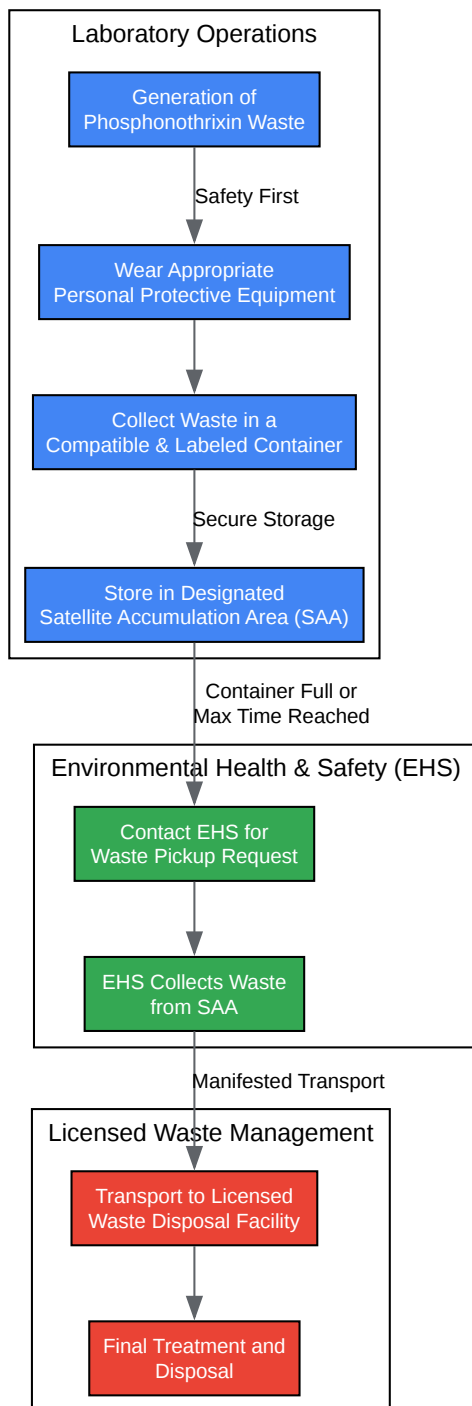 Laboratory Operations
Generation of
Phosphonothrixin Waste
Safety First
Wear Appropriate
Personal Protective Equipment
Collect Waste in a
Compatible & Labeled Container
Secure Storage
Store in Designated
Satellite Accumulation Area (SAA)
Container Full or
Max Time Reached
Environmental Health & Safety (EHS)
Contact EHS for
Waste Pickup Request
EHS Collects Waste
from SAA
Manifested Transport
Licensed Waste Management
Transport to Licensed
Waste Disposal Facility
Final Treatment and
Disposal